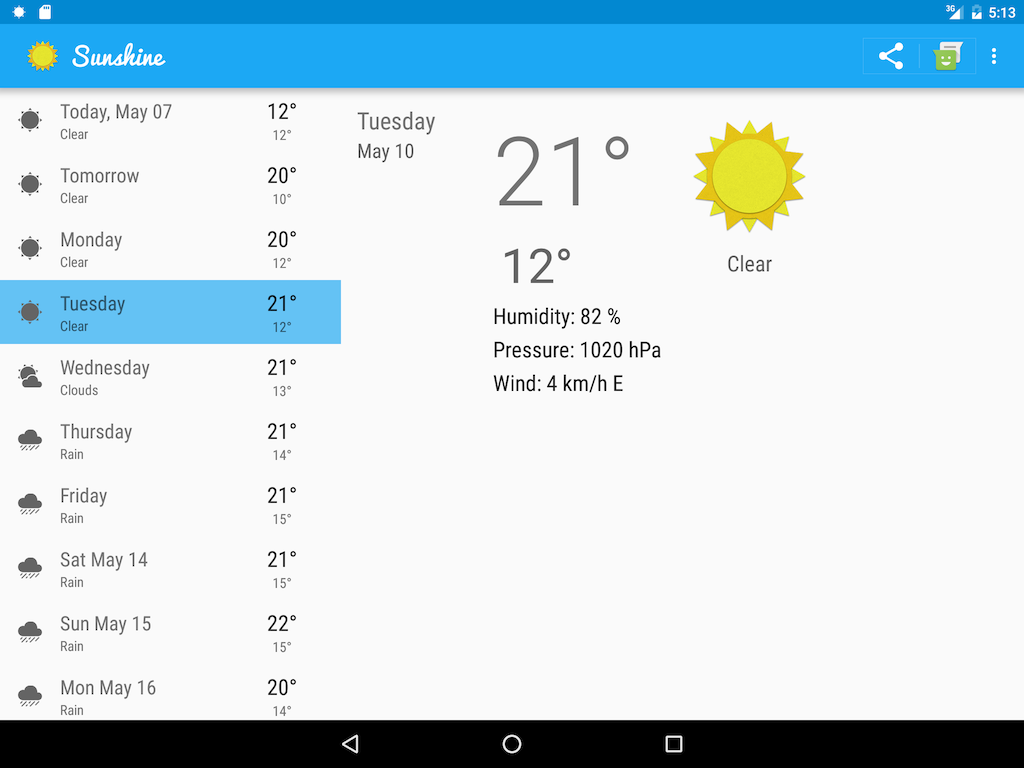 3G 5:13
Sunshine
Today, May 07 12°
Clear 12°
Tomorrow 20°
Clear 10°
Monday 20°
Clear 12°
Tuesday 21°
Clear 12°
Wednesday 21°
Clouds 13°
Thursday 21°
Rain 14°
Friday 21°
Rain 15°
Sat May 14 21°
Rain 15°
Sun May 15 22°
Rain 15°
Mon May 16 20°
Rain 14°
Tuesday
May 10
21°
12°
Clear
Humidity: 82 %
Pressure: 1020 hPa
Wind: 4 km/h E